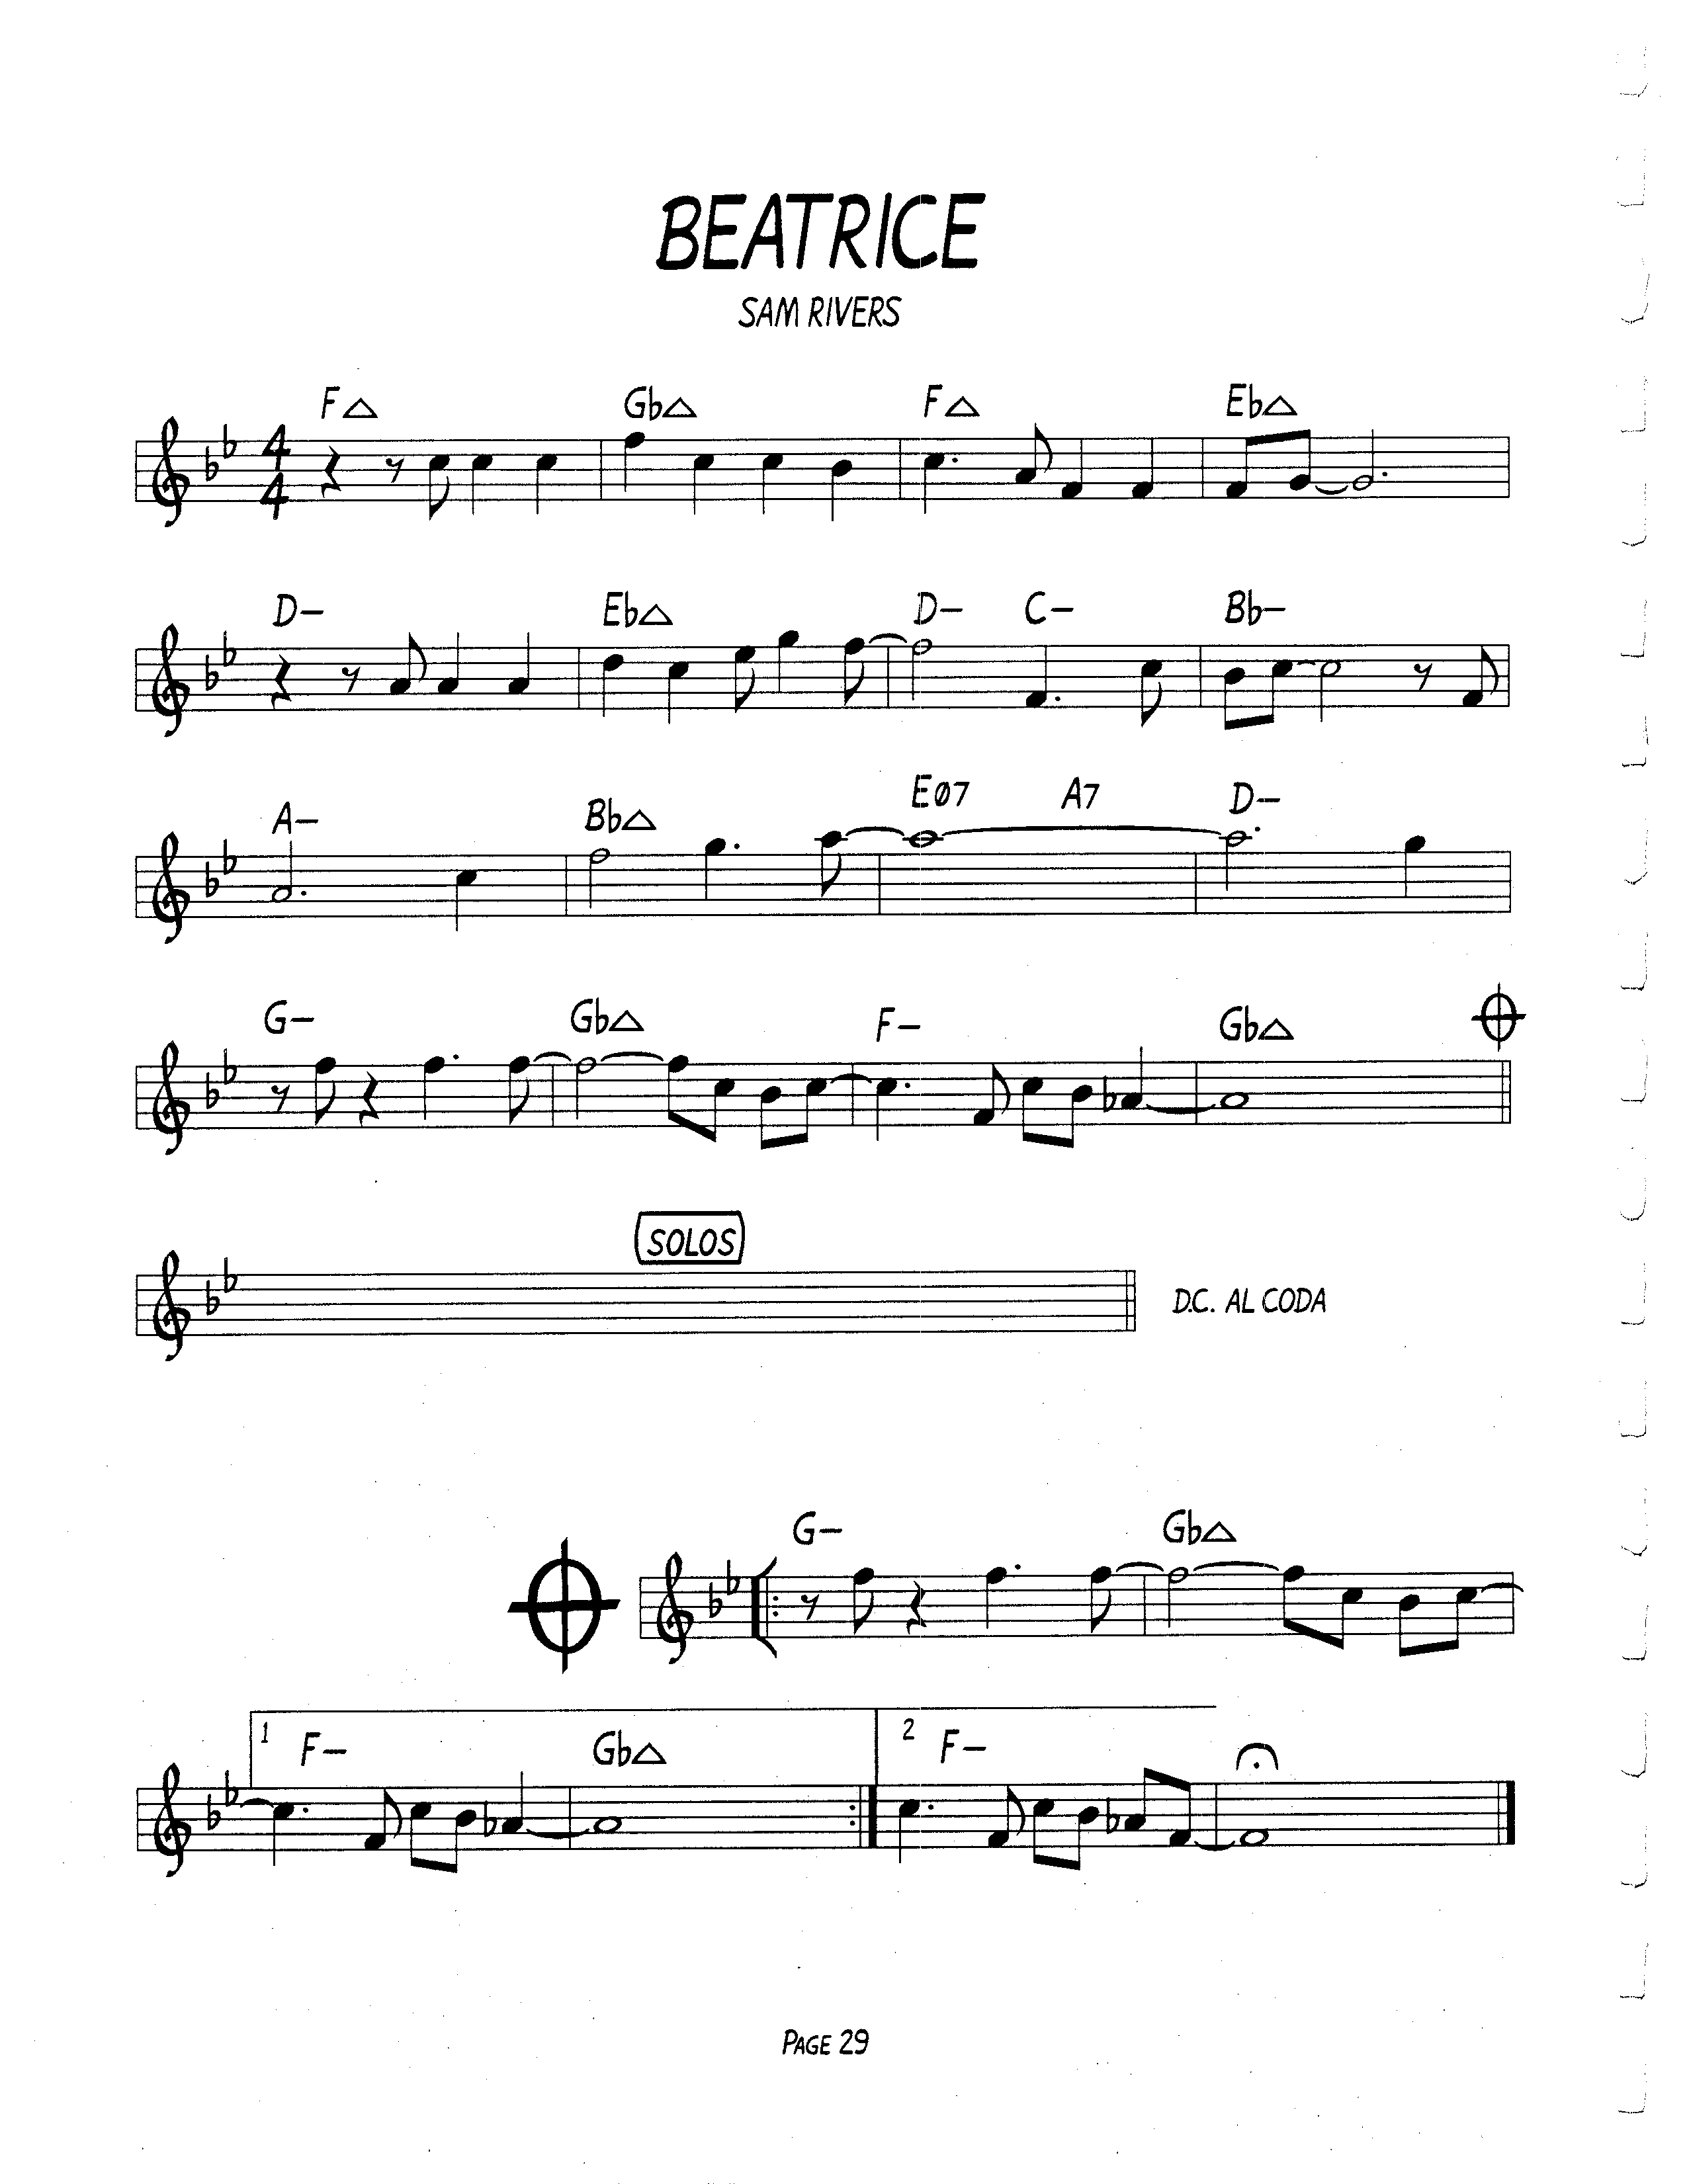 BEATRICE
SAM RIVERS
F△ Gb△ F△ Eb△
4
4
D– Eb△ D– C– Bb–
A– Bb△ EØ7 A7 D–
G– Gb△ F– Gb△
SOLOS
D.C. AL CODA
G– Gb△
1 F– Gb△ 2 F–
PAGE 29